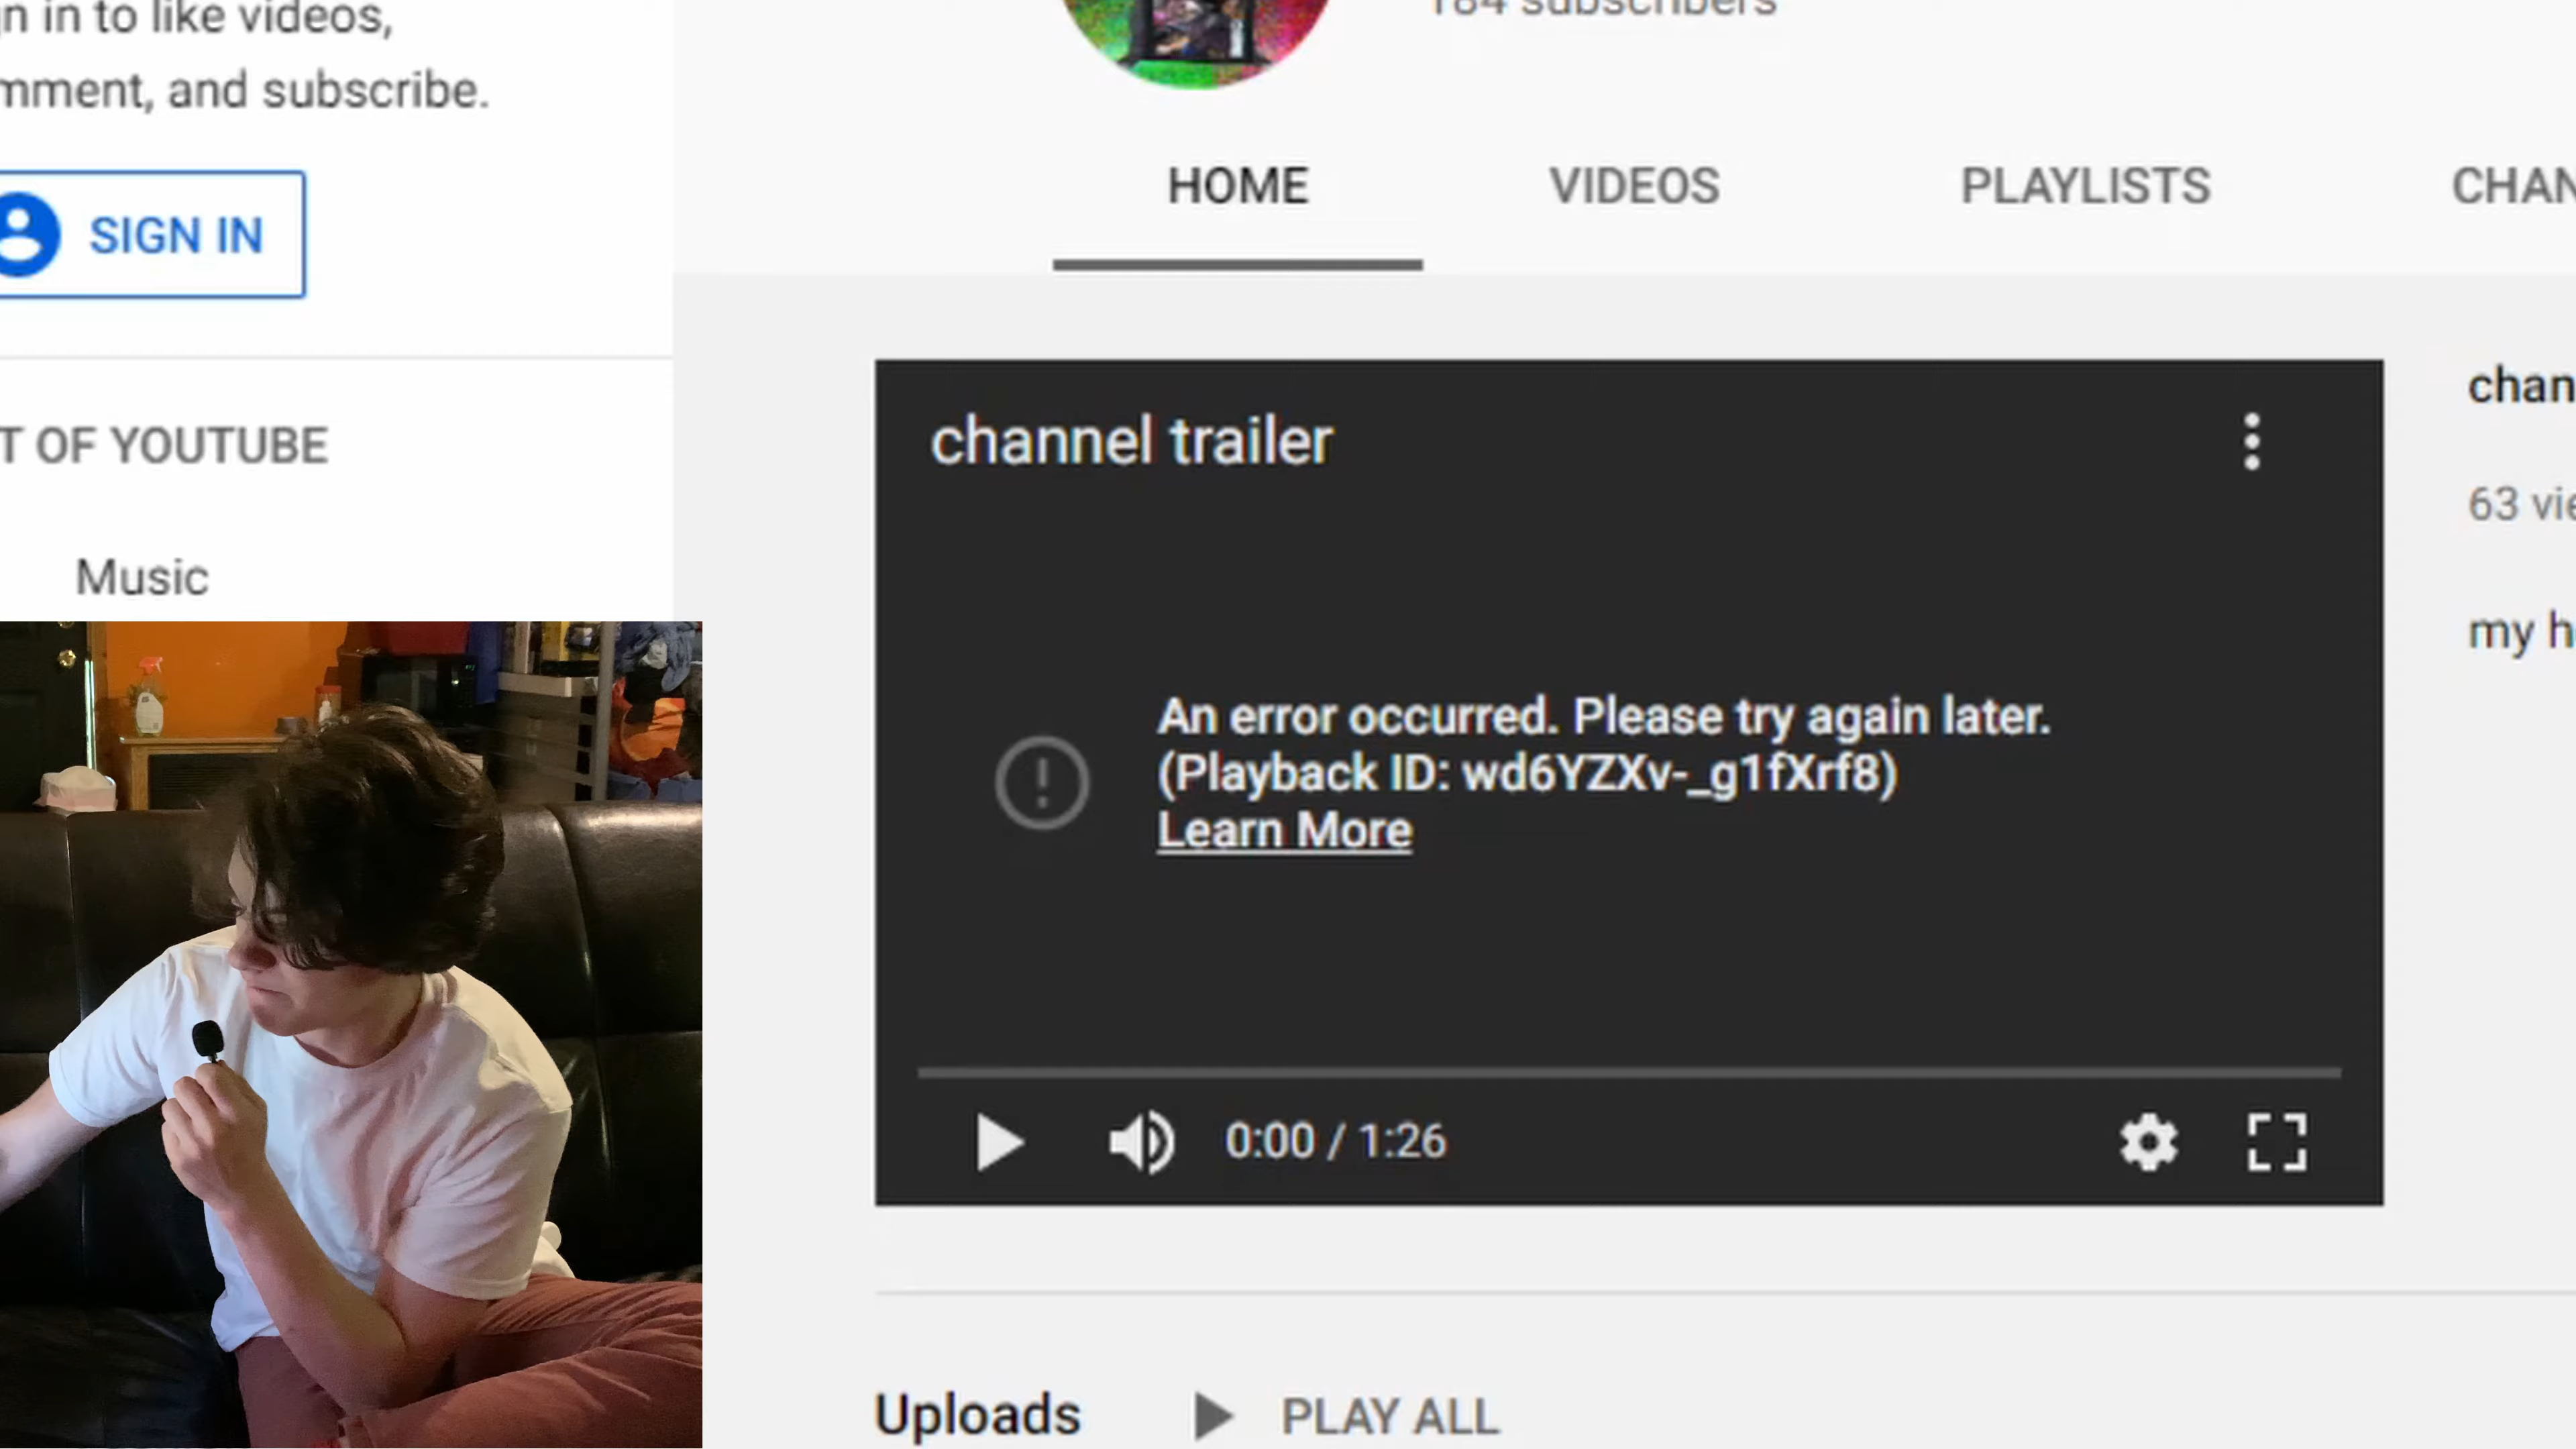 n in to like videos,
184 subscribers
mment, and subscribe.
HOME
VIDEOS
PLAYLISTS
CHAN
SIGN IN
T OF YOUTUBE
Music
channel trailer
chan
63 vie
my h
An error occurred. Please try again later.
(Playback ID: wd6YZXv-_g1fXrf8)
Learn More
0:00 / 1:26
Uploads
PLAY ALL